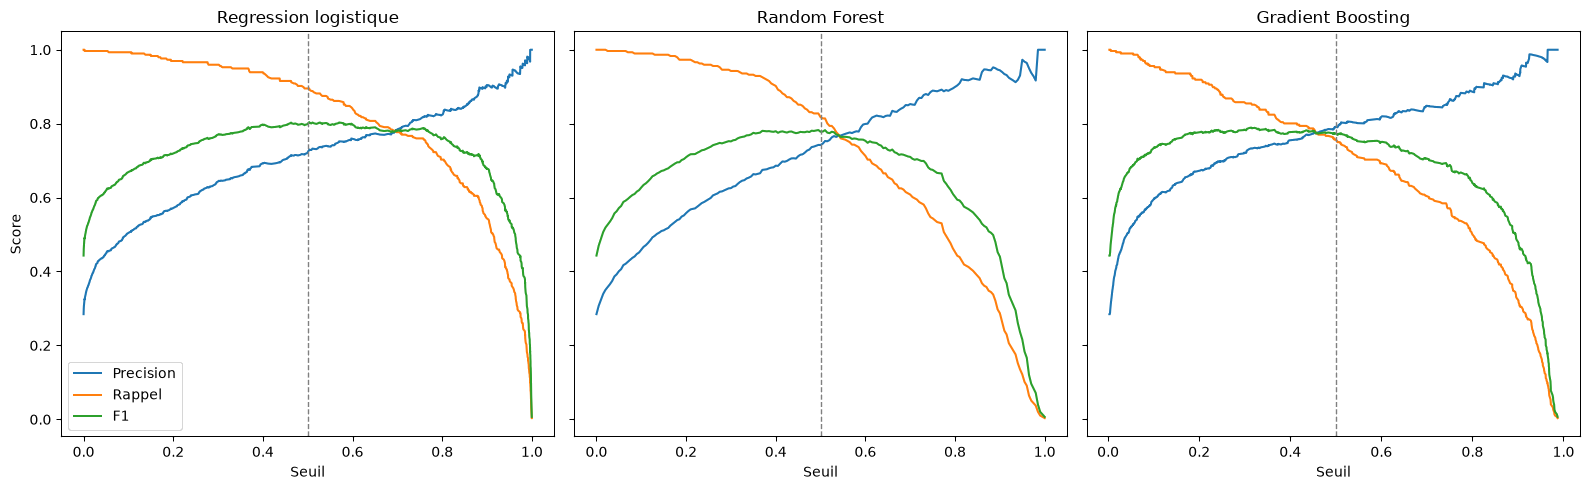 Regression logistique
Random Forest
Gradient Boosting
1.0
0.8
0.6
0.4
0.2
0.0
Score
Precision
Rappel
F1
0.0 0.2 0.4 0.6 0.8 1.0
0.0 0.2 0.4 0.6 0.8 1.0
0.0 0.2 0.4 0.6 0.8 1.0
Seuil
Seuil
Seuil